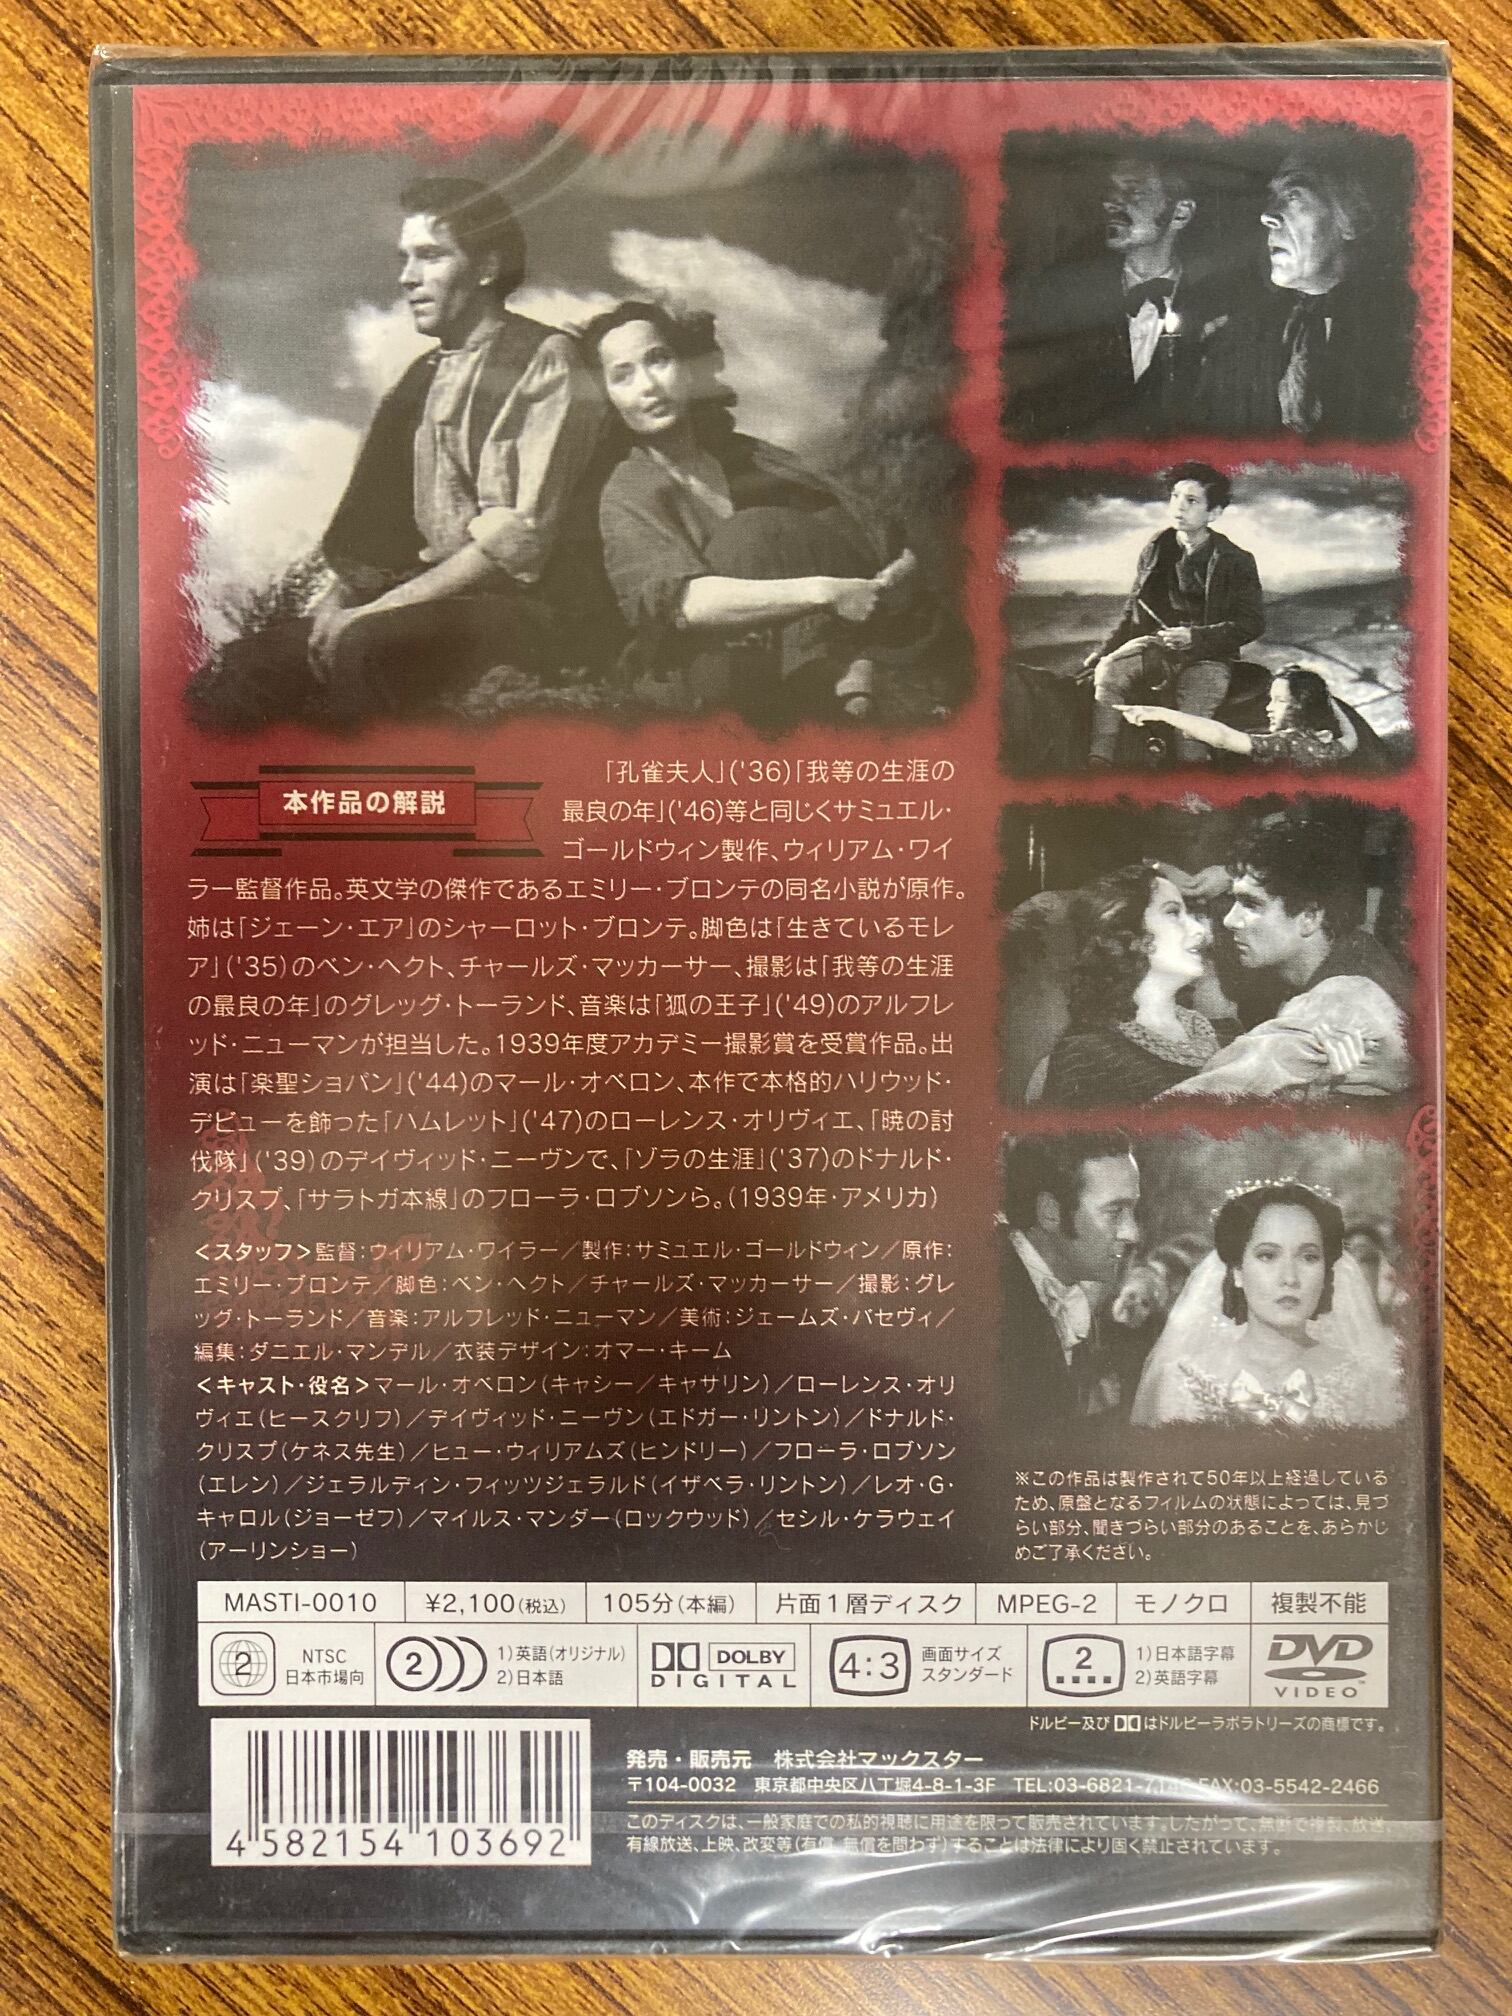 本作品の解説
「孔雀夫人」('36)「我等の生涯の
最良の年」('46)等と同じくサミュエル・
ゴールドウィン製作、ウィリアム・ワイ
ラー監督作品。英文学の傑作であるエミリー・ブロンテの同名小説が原作。
姉は「ジェーン・エア」のシャーロット・ブロンテ。脚色は「生きているモレ
ア」('35)のベン・ヘクト、チャールズ・マッカーサー、撮影は「我等の生涯
の最良の年」のグレッグ・トーランド、音楽は「狐の王子」('49)のアルフレ
ッド・ニューマンが担当した。1939年度アカデミー撮影賞を受賞作品。出
演は「楽聖ショパン」('44)のマール・オベロン、本作で本格的ハリウッド・
デビューを飾った「ハムレット」('47)のローレンス・オリヴィエ、「暁の討
伐隊」('39)のデイヴィッド・ニーヴンで、「ゾラの生涯」('37)のドナルド・
クリスプ、「サラトガ本線」のフローラ・ロブソンら。(1939年・アメリカ)
<スタッフ>監督:ウィリアム・ワイラー/製作:サミュエル・ゴールドウィン/原作:
エミリー・ブロンテ/脚色:ベン・ヘクト/チャールズ・マッカーサー/撮影:グレ
ッグ・トーランド/音楽:アルフレッド・ニューマン/美術:ジェームズ・バセヴィ/
編集:ダニエル・マンデル/衣装デザイン:オマー・キーム
<キャスト・役名>マール・オベロン(キャシー/キャサリン)/ローレンス・オリ
ヴィエ(ヒースクリフ)/デイヴィッド・ニーヴン(エドガー・リントン)/ドナルド・
クリスプ(ケネス先生)/ヒュー・ウィリアムズ(ヒンドリー)/フローラ・ロブソン
(エレン)/ジェラルディン・フィッツジェラルド(イザベラ・リントン)/レオ・G・
キャロル(ジョーゼフ)/マイルス・マンダー(ロックウッド)/セシル・ケラウェイ
(アーリンショー)
※この作品は製作されて50年以上経過している
ため、原盤となるフィルムの状態によっては、見づ
らい部分、聞きづらい部分のあることを、あらかじ
めご了承ください。
MASTI-0010 ¥2,100(税込) 105分(本編) 片面1層ディスク MPEG-2 モノクロ 複製不能
2 NTSC
日本市場向
2 1)英語(オリジナル)
2)日本語
DOLBY
DIGITAL
4:3 画面サイズ
スタンダード
2 1)日本語字幕
2)英語字幕
DVD
VIDEO™
ドルビー及びはドルビーラボラトリーズの商標です。
4 582154 103692
発売・販売元 株式会社マックスター
〒104-0032 東京都中央区八丁堀4-8-1-3F TEL:03-6821- FAX:03-5542-2466
このディスクは、一般家庭での私的視聴に用途を限って販売されています。したがって、無断で複製、放送、
有線放送、上映、改変等(有償、無償を問わず)することは法律により固く禁止されています。